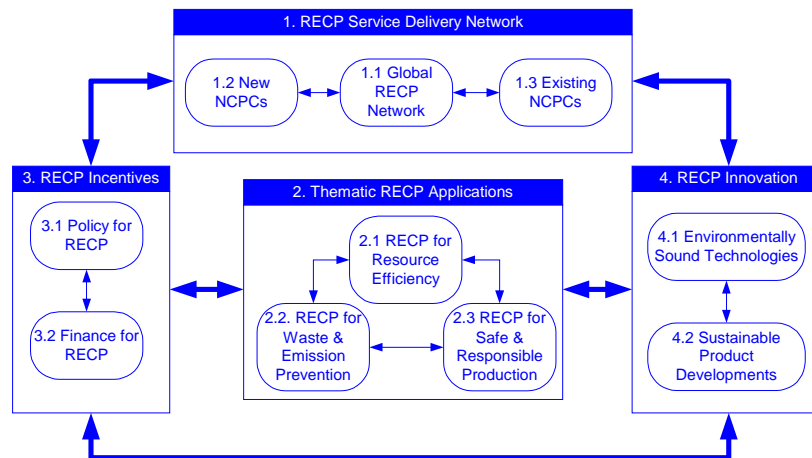 1. RECP Service Delivery Network
1.2 New
NCPCs
1.1 Global
RECP
Network
1.3 Existing
NCPCs
3. RECP Incentives
3.1 Policy for
RECP
3.2 Finance for
RECP
2. Thematic RECP Applications
2.1 RECP for
Resource
Efficiency
2.2. RECP for
Waste &
Emission
Prevention
2.3 RECP for
Safe &
Responsible
Production
4. RECP Innovation
4.1 Environmentally
Sound Technologies
4.2 Sustainable
Product
Developments